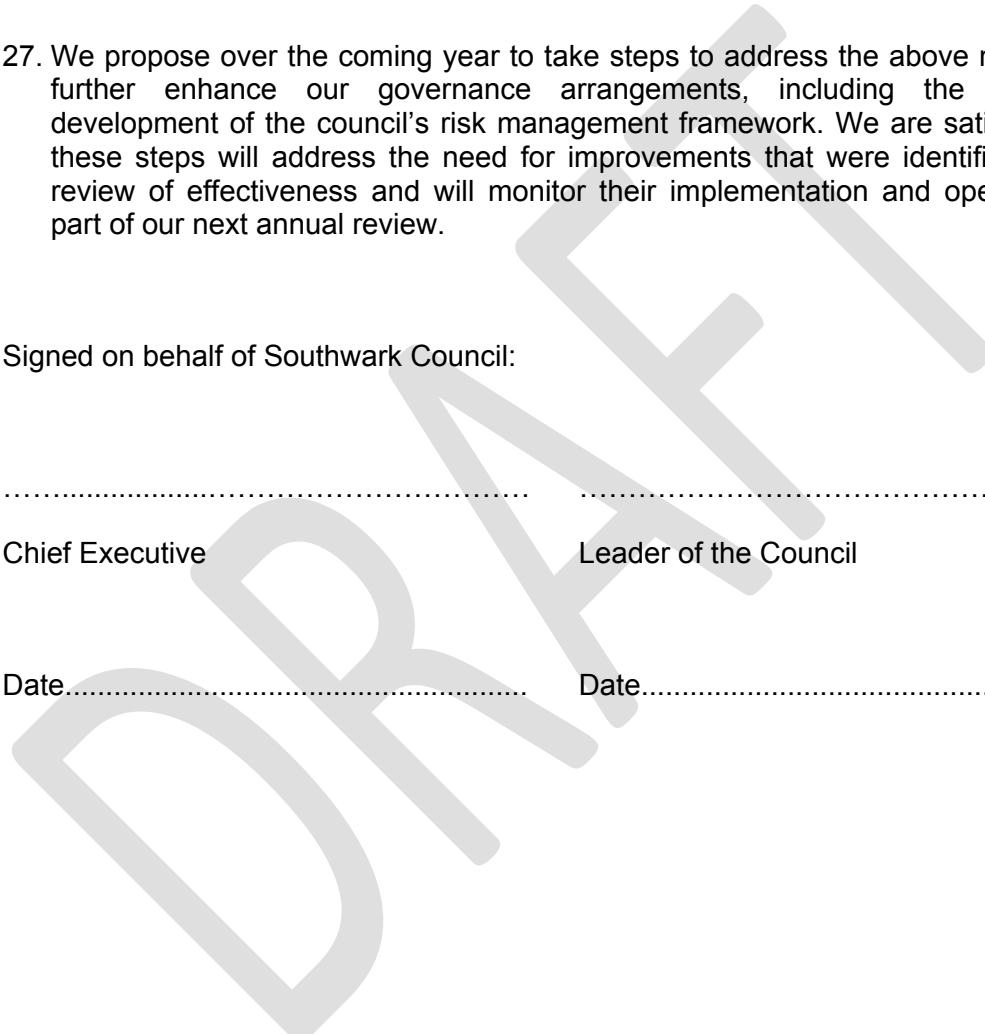 27. We propose over the coming year to take steps to address the above
further enhance our governance arrangements, including the
development of the council's risk management framework. We are
these steps will address the need for improvements that were
review of effectiveness and will monitor their implementation and
part of our next annual review.
Signed on behalf of Southwark Council:
……..................……………………………… ……………………………………
Chief Executive Leader of the Council
Date........................................................ Date..........................................
DRAFT